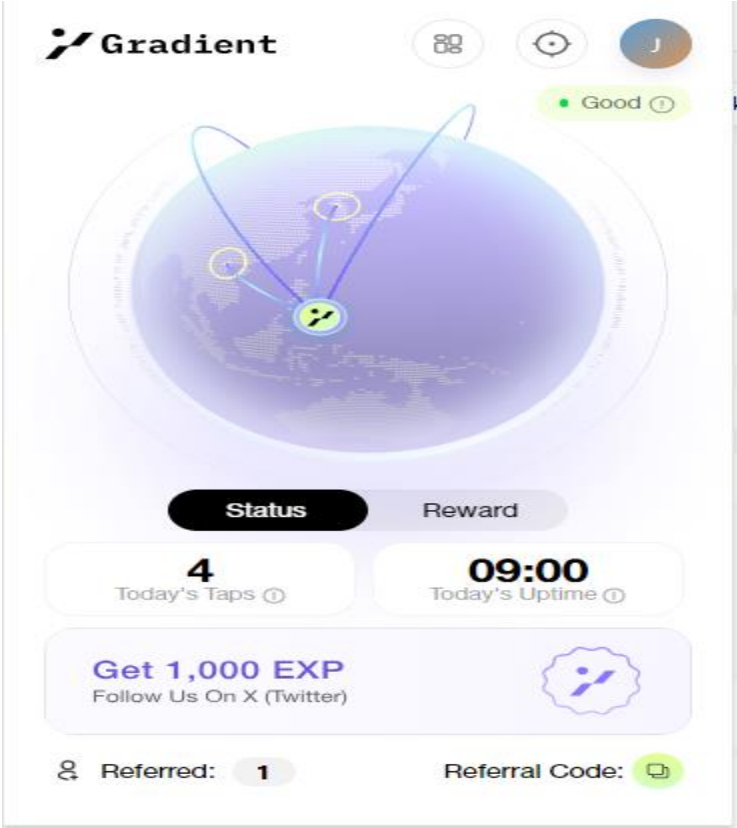 Gradient
J
Good
Status
Reward
4
Today's Taps
09:00
Today's Uptime
Get 1,000 EXP
Follow Us On X (Twitter)
Referred: 1
Referral Code: